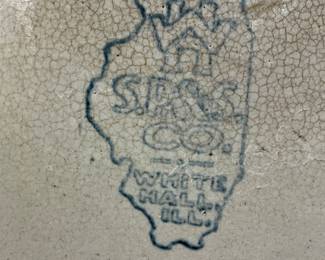 S.P.&S.
CO.
WHITE
HALL,
ILL.